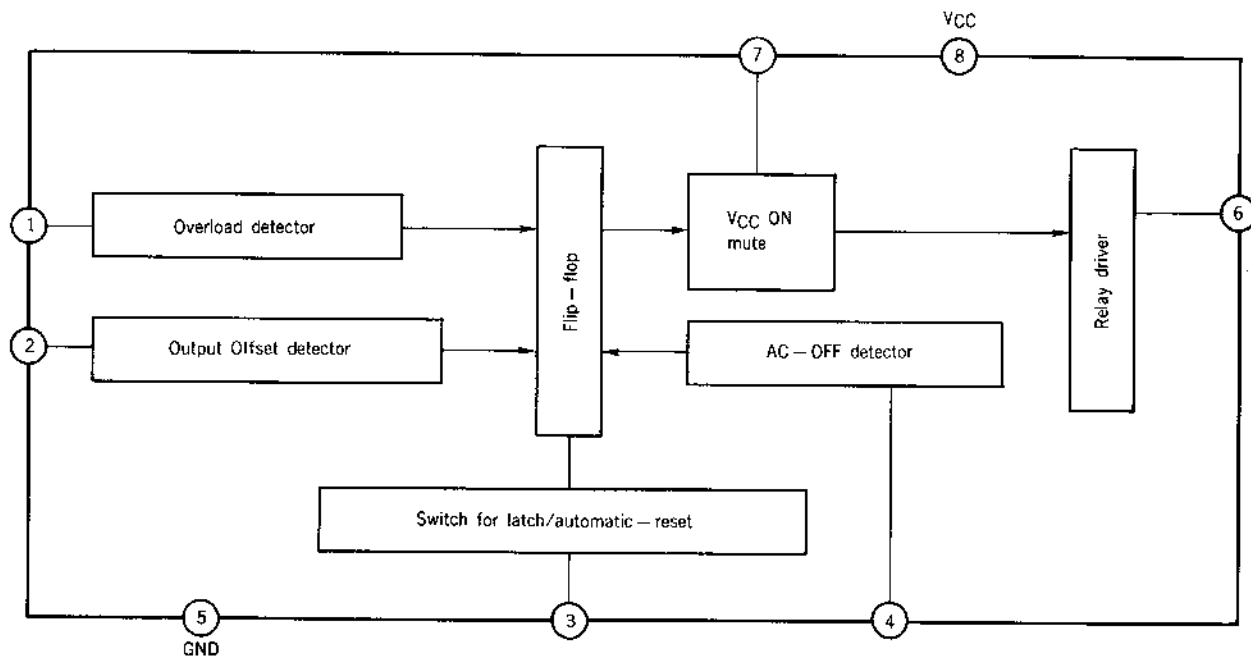 VCC
7
8
1
Overload detector
Flip-flop
VCC ON
mute
Relay driver
6
2
Output Olfset detector
AC-OFF detector
Switch for latch/automatic-reset
5
GND
3
4